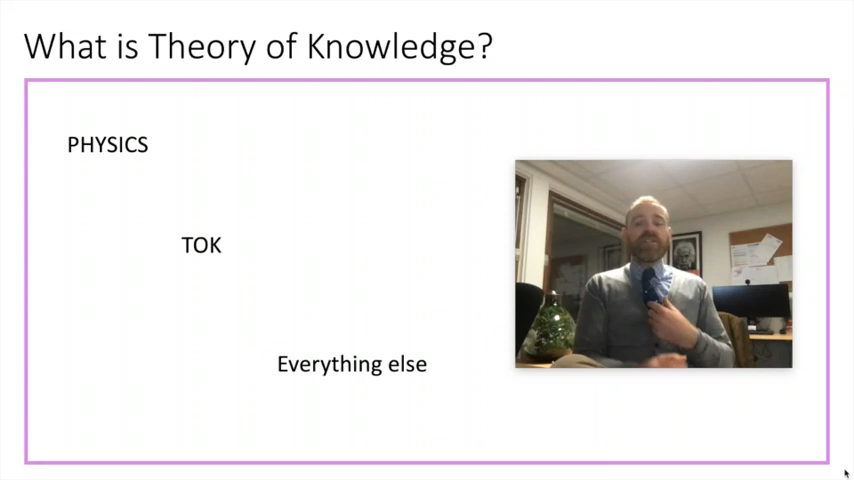 What is Theory of Knowledge?
PHYSICS
TOK
Everything else